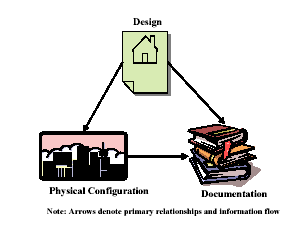 Design
Physical Configuration
Documentation
Note: Arrows denote primary relationships and information flow